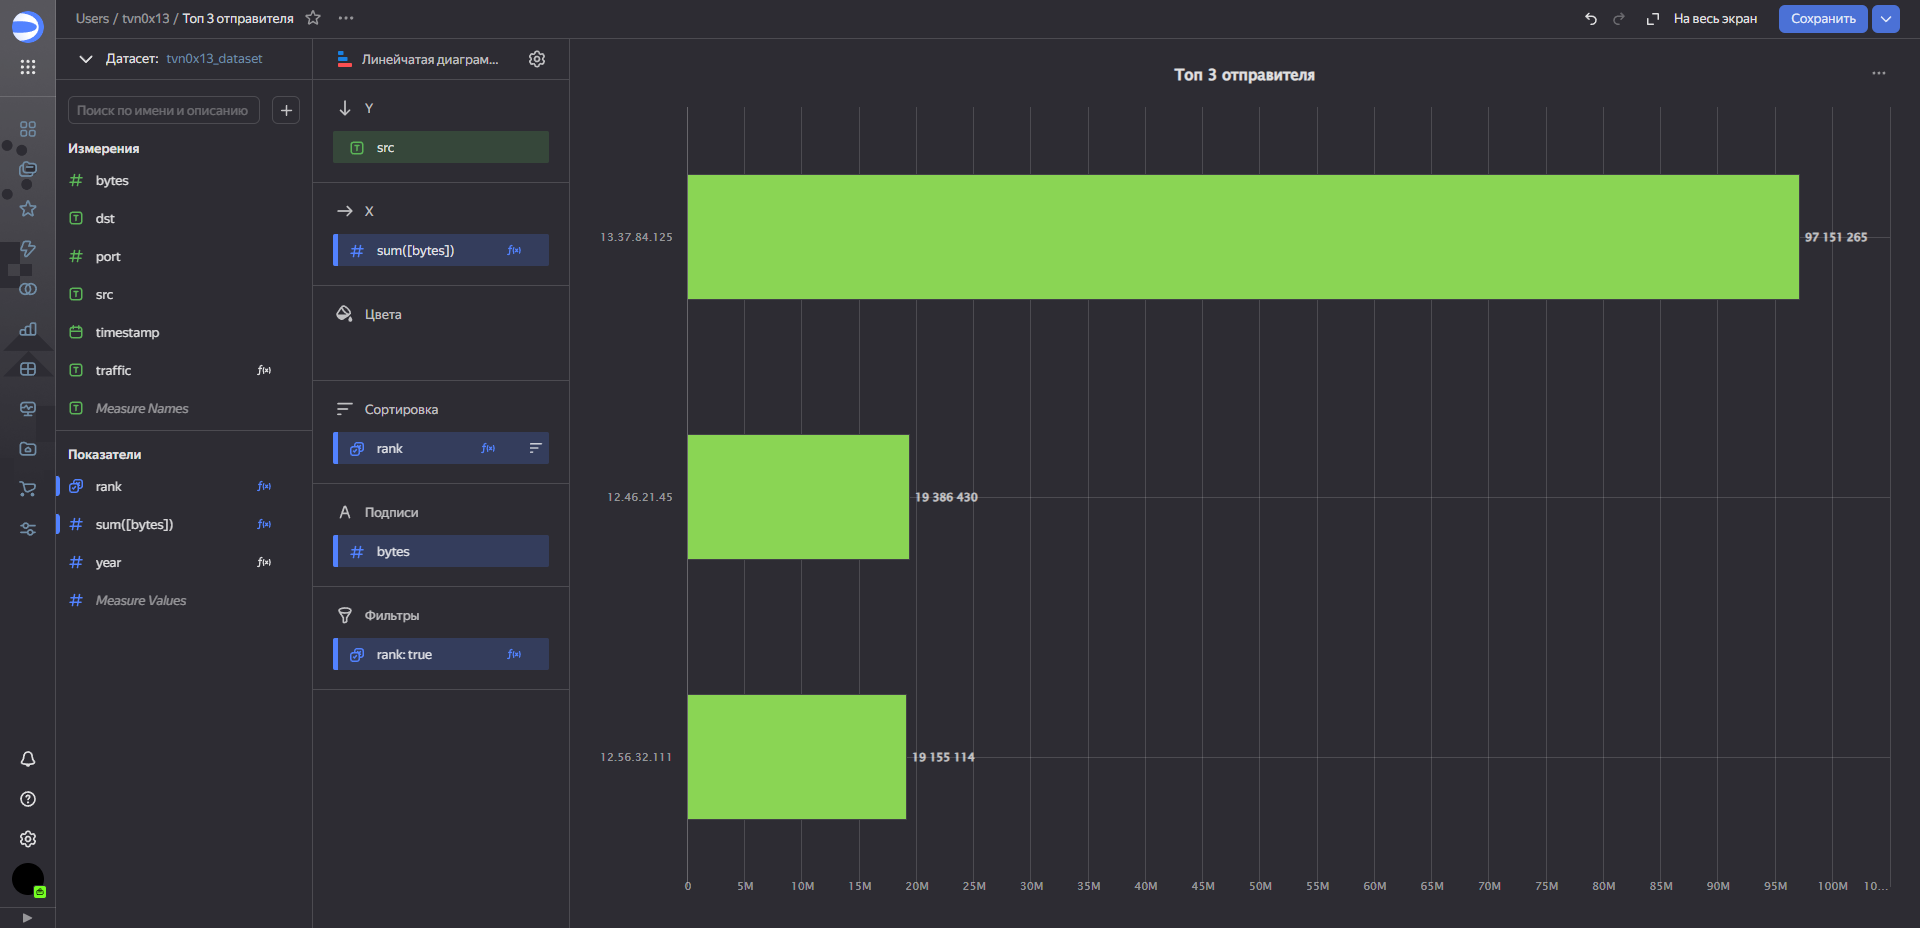 Users / tvn0x13 / Топ 3 отправителя
На весь экран
Сохранить
Датасет: tvn0x13_dataset
Поиск по имени и описанию
Измерения
bytes
dst
port
src
timestamp
traffic
Measure Names
Показатели
rank
sum([bytes])
year
Measure Values
Линейчатая диаграм...
Y
src
X
sum([bytes])
Цвета
Сортировка
rank
Подписи
bytes
Фильтры
rank: true
Топ 3 отправителя
13.37.84.125
97 151 265
12.46.21.45
19 386 430
12.56.32.111
19 155 114
0 5M 10M 15M 20M 25M 30M 35M 40M 45M 50M 55M 60M 65M 70M 75M 80M 85M 90M 95M 100M 10...